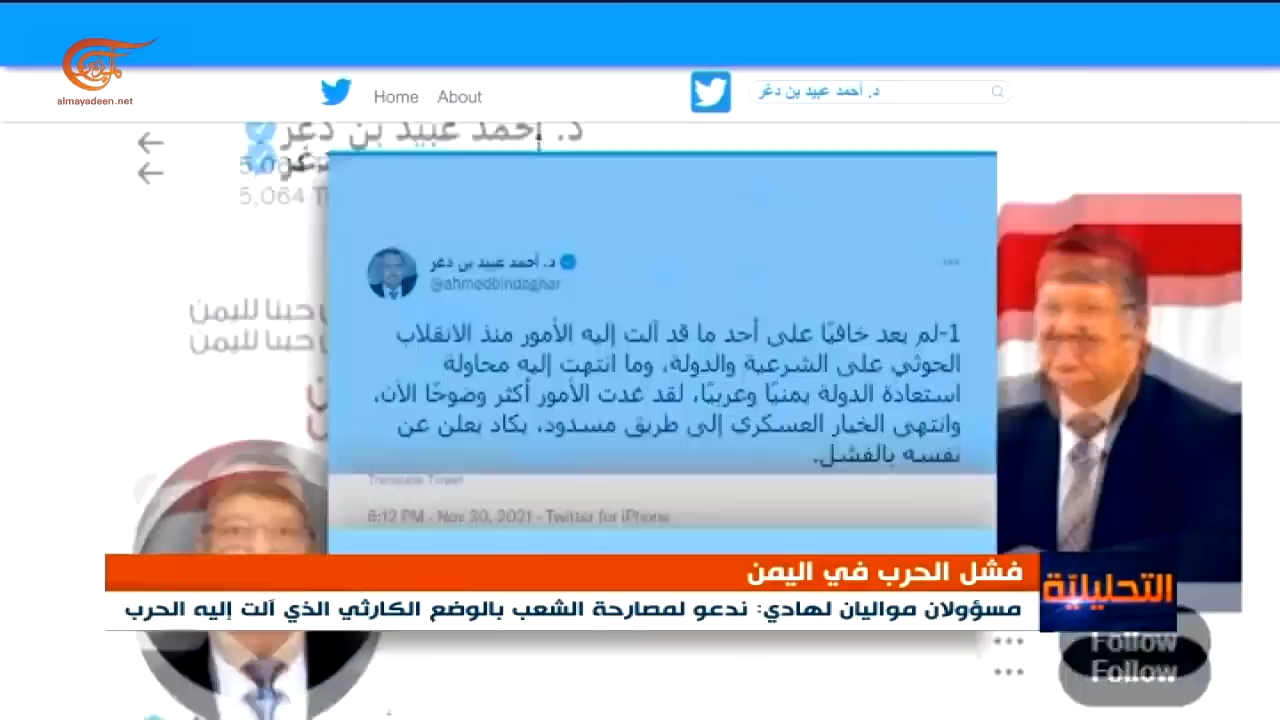 almayadeen.net
Home About
د. أحمد عبيد بن دغر
د. أحمد عبيد بن دغر
دغر
5,064
5,064
حبنا لليمن
حبنا لليمن
د. أحمد عبيد بن دغر
@ahmedbindaghar
1-لم يعد خافيًا على أحد ما قد آلت إليه الأمور منذ الانقلاب
الحوثي على الشرعية والدولة، وما انتهت إليه محاولة
استعادة الدولة يمنيًا وعربيًا، لقد غدت الأمور أكثر وضوحًا الآن،
وانتهى الخيار العسكري إلى طريق مسدود، يكاد يعلن عن
نفسه بالفشل.
Translate Tweet
6:12 PM - Nov 30, 2021 - Twitter for iPhone
فشل الحرب في اليمن
التحليلية
مسؤولان مواليان لهادي: ندعو لمصارحة الشعب بالوضع الكارثي الذي آلت إليه الحرب
Follow
Follow